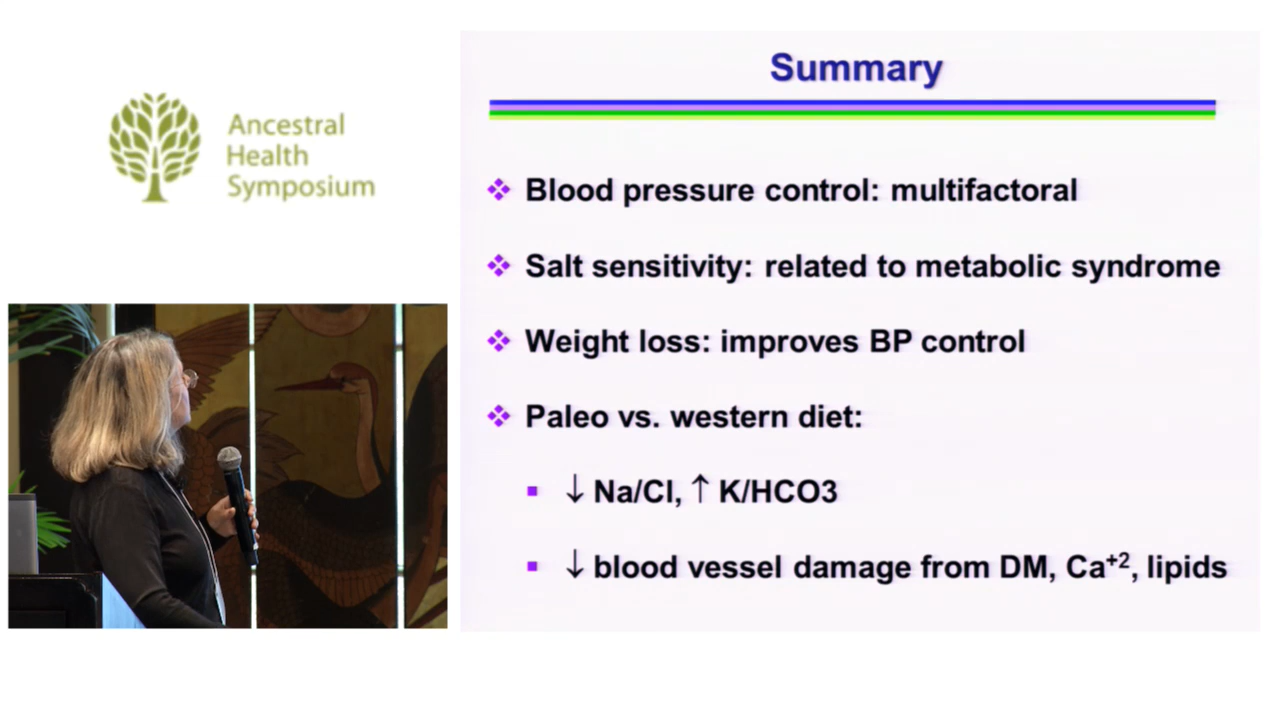 Ancestral
Health
Symposium
Summary
❖ Blood pressure control: multifactoral
❖ Salt sensitivity: related to metabolic syndrome
❖ Weight loss: improves BP control
❖ Paleo vs. western diet:
▪ ↓ Na/Cl, ↑ K/HCO3
▪ ↓ blood vessel damage from DM, Ca⁺², lipids